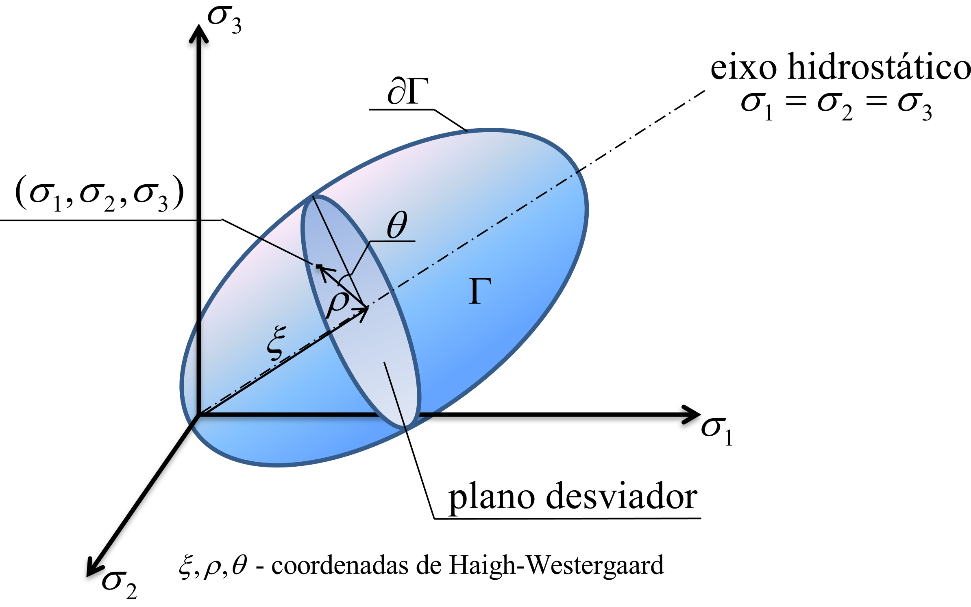 σ₃
eixo hidrostático
σ₁ = σ₂ = σ₃
∂Γ
(σ₁, σ₂, σ₃)
θ
Γ
ρ
ξ
σ₁
plano desviador
σ₂
ξ, ρ, θ - coordenadas de Haigh-Westergaard